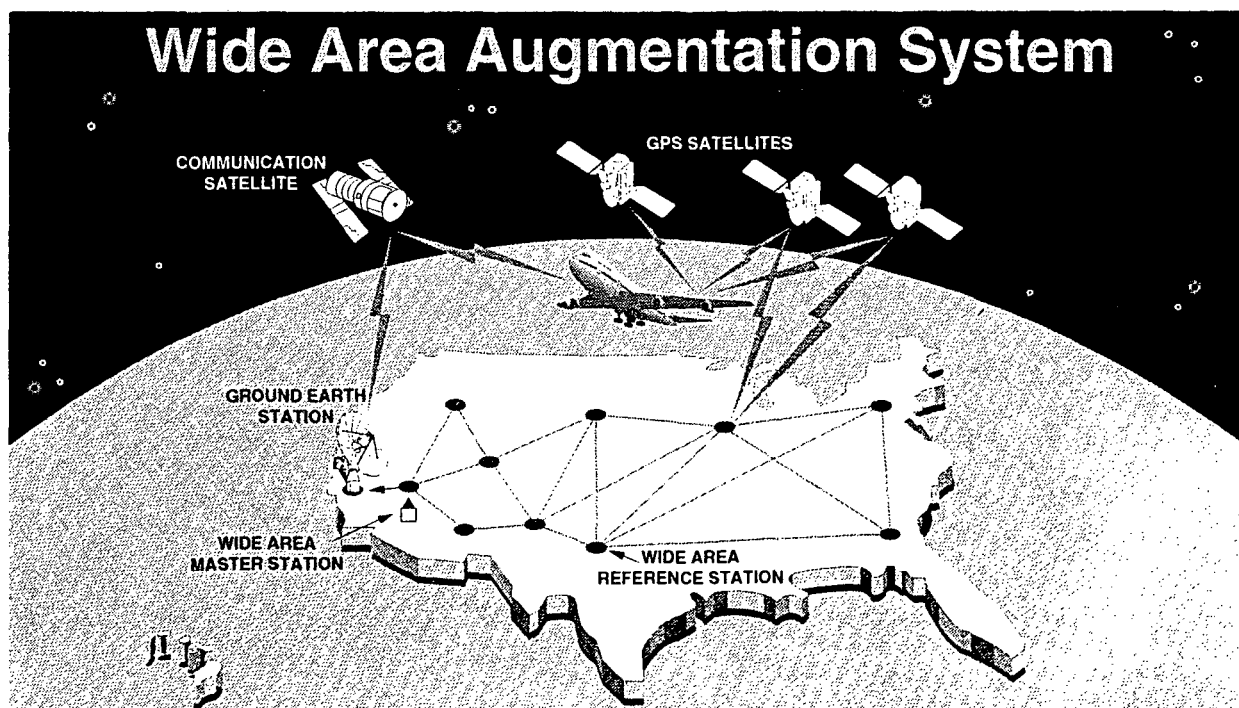 Wide Area Augmentation System
COMMUNICATION
SATELLITE
GPS SATELLITES
GROUND EARTH
STATION
WIDE AREA
MASTER STATION
WIDE AREA
REFERENCE STATION